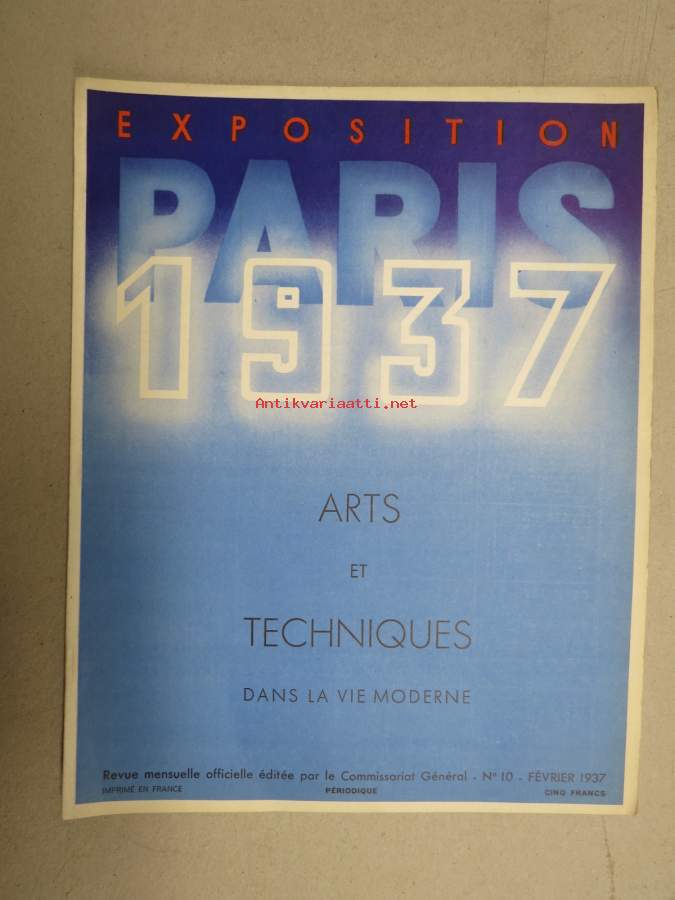 EXPOSITION
PARIS
1937
Antikvariaatti.net
ARTS
ET
TECHNIQUES
DANS LA VIE MODERNE
Revue mensuelle officielle éditée par le Commissariat Général - N° 10 - FÉVRIER 1937
IMPRIMÉ EN FRANCE PÉRIODIQUE CINQ FRANCS